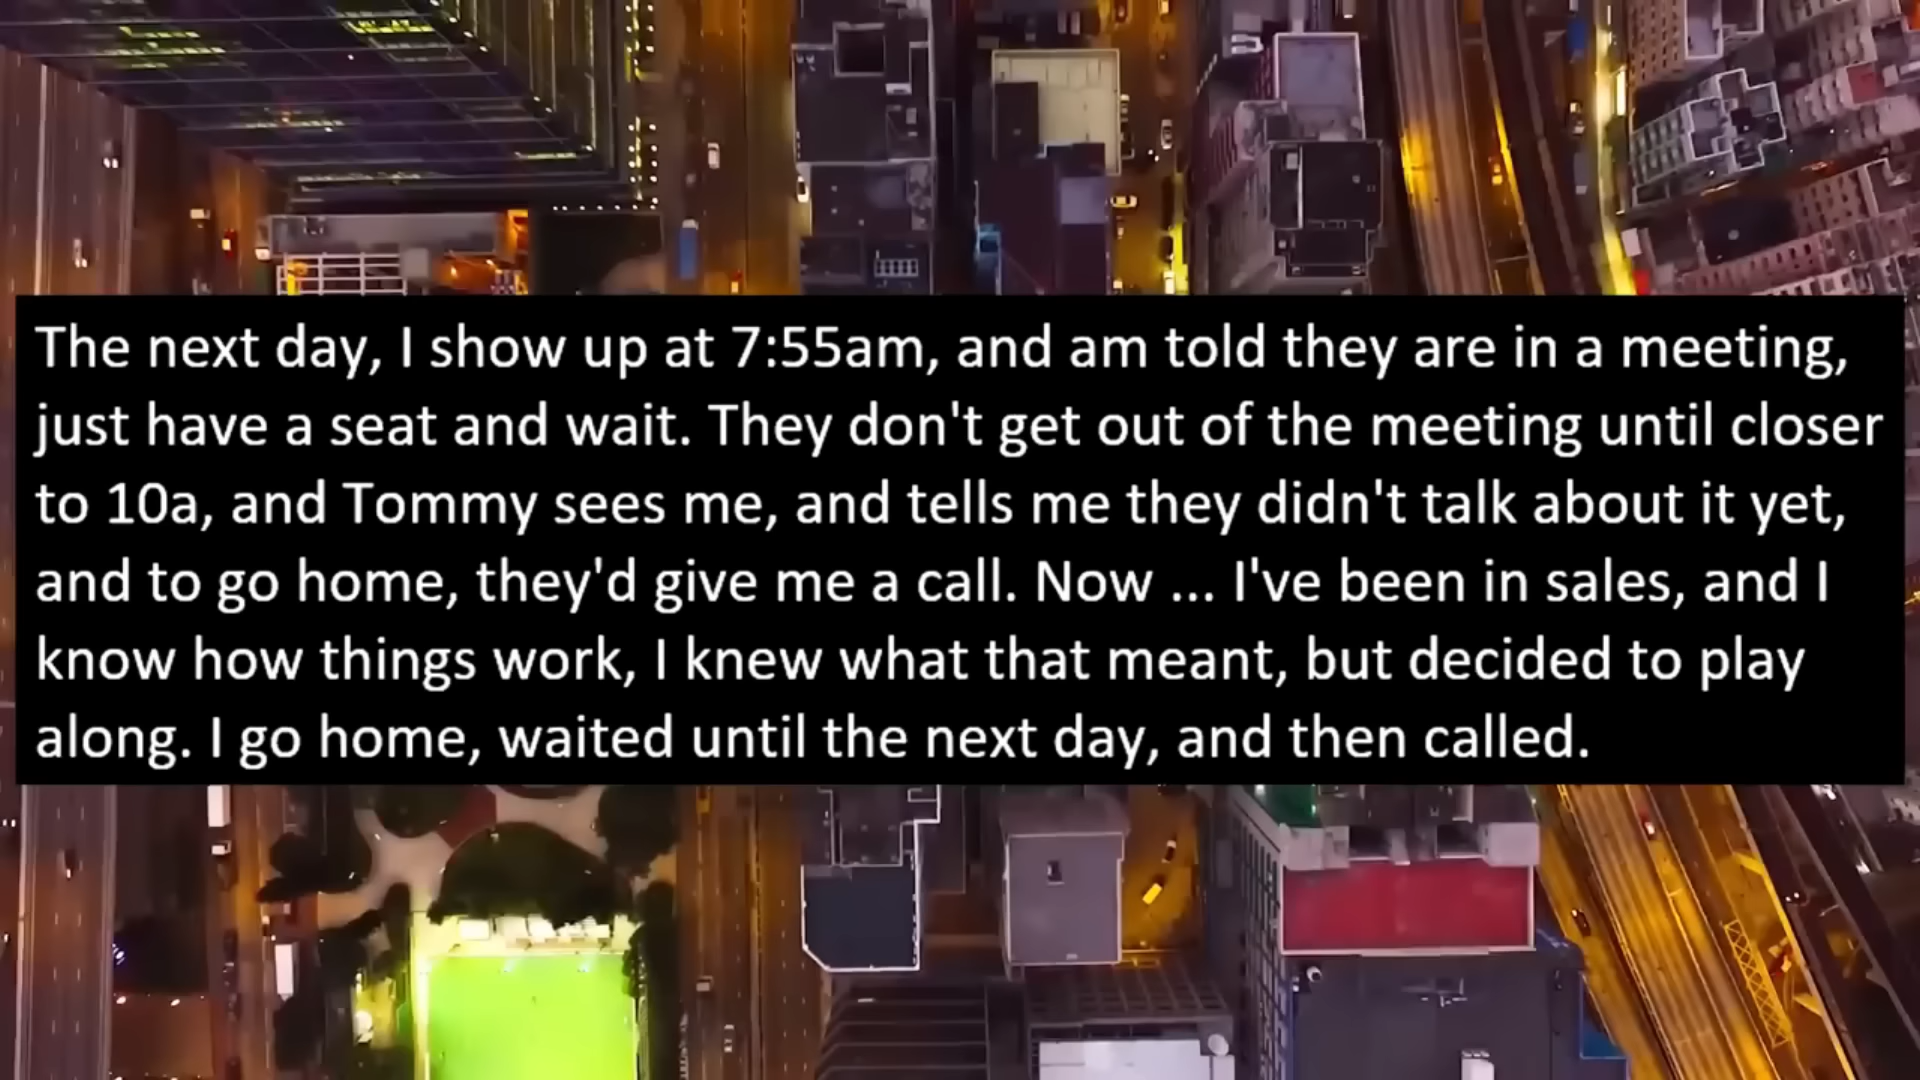 The next day, I show up at 7:55am, and am told they are in a meeting,
just have a seat and wait. They don't get out of the meeting until closer
to 10a, and Tommy sees me, and tells me they didn't talk about it yet,
and to go home, they'd give me a call. Now ... I've been in sales, and I
know how things work, I knew what that meant, but decided to play
along. I go home, waited until the next day, and then called.